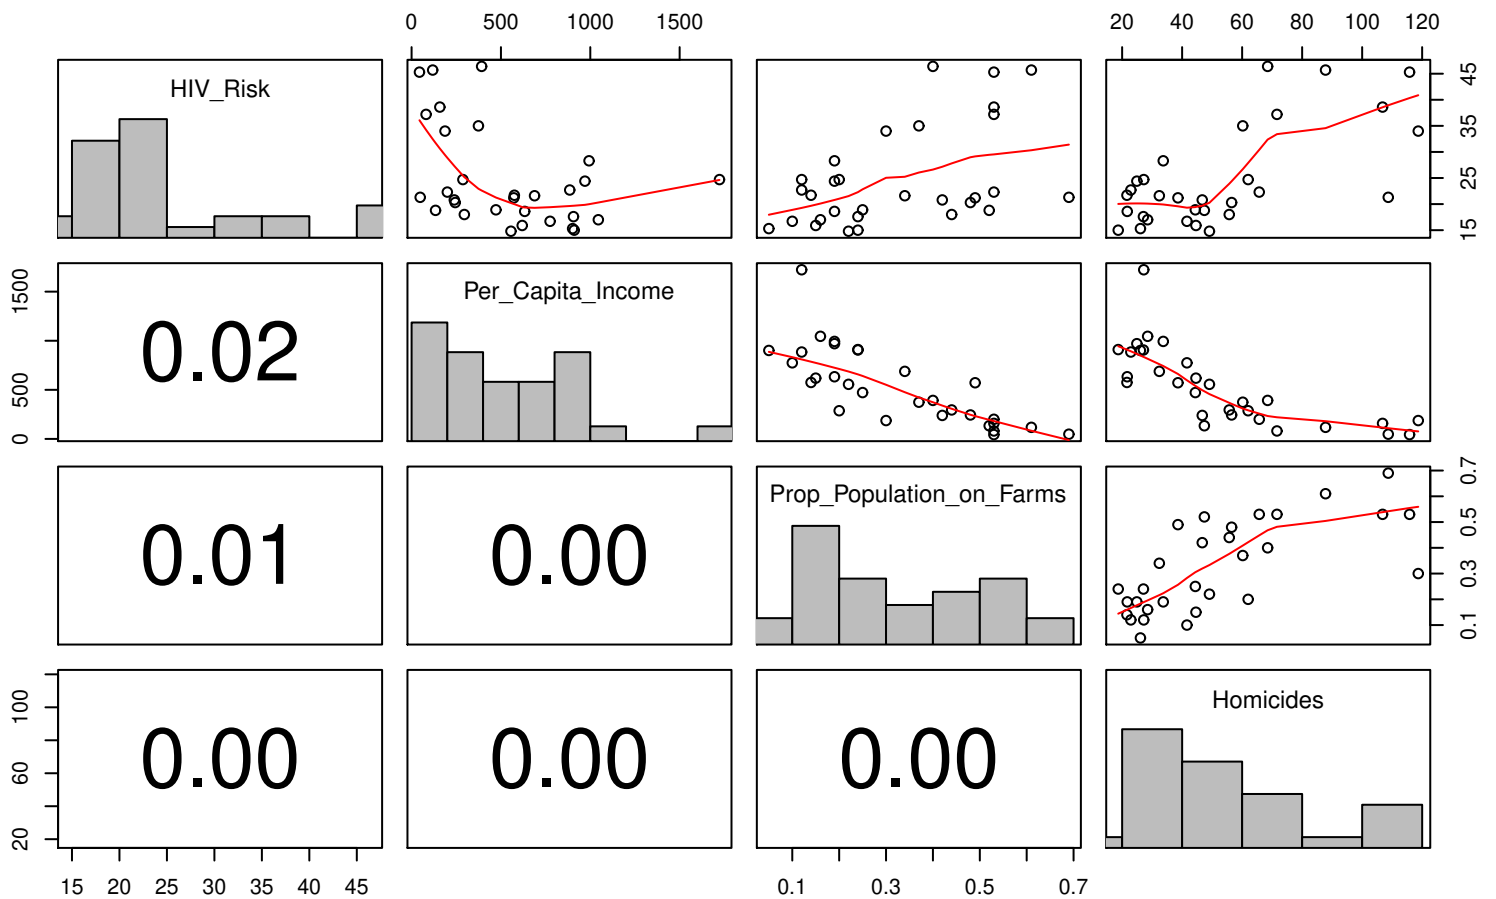 0 500 1000 1500 20 40 60 80 100 120
HIV_Risk
15 25 35 45
Per_Capita_Income
0 500 1500
0.02
Prop_Population_on_Farms
0.01 0.00
0.1 0.3 0.5 0.7
Homicides
20 60 100
0.00 0.00 0.00
15 20 25 30 35 40 45 0.1 0.3 0.5 0.7